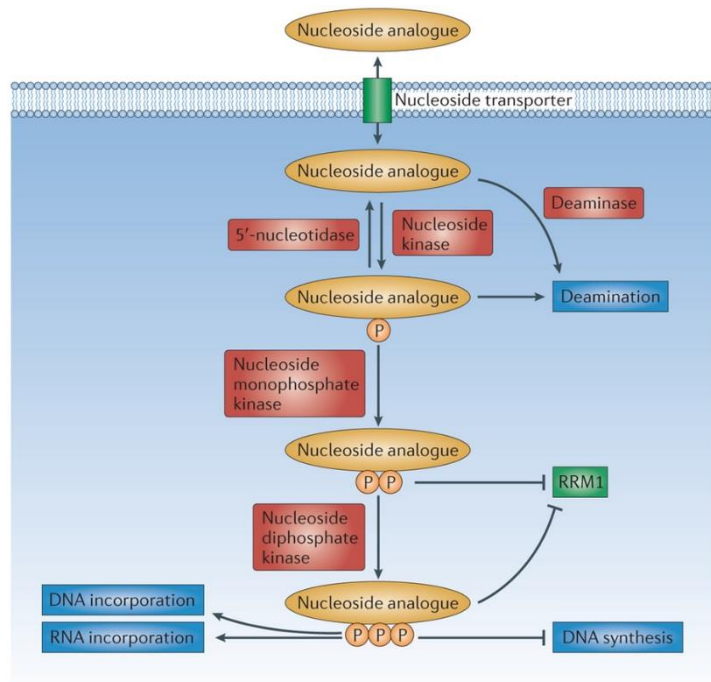 Nucleoside analogue
Nucleoside transporter
Nucleoside analogue
Deaminase
5′-nucleotidase
Nucleoside
kinase
Nucleoside analogue
Deamination
P
Nucleoside
monophosphate
kinase
Nucleoside analogue
P P
RRM1
Nucleoside
diphosphate
kinase
Nucleoside analogue
DNA incorporation
RNA incorporation
P P P
DNA synthesis